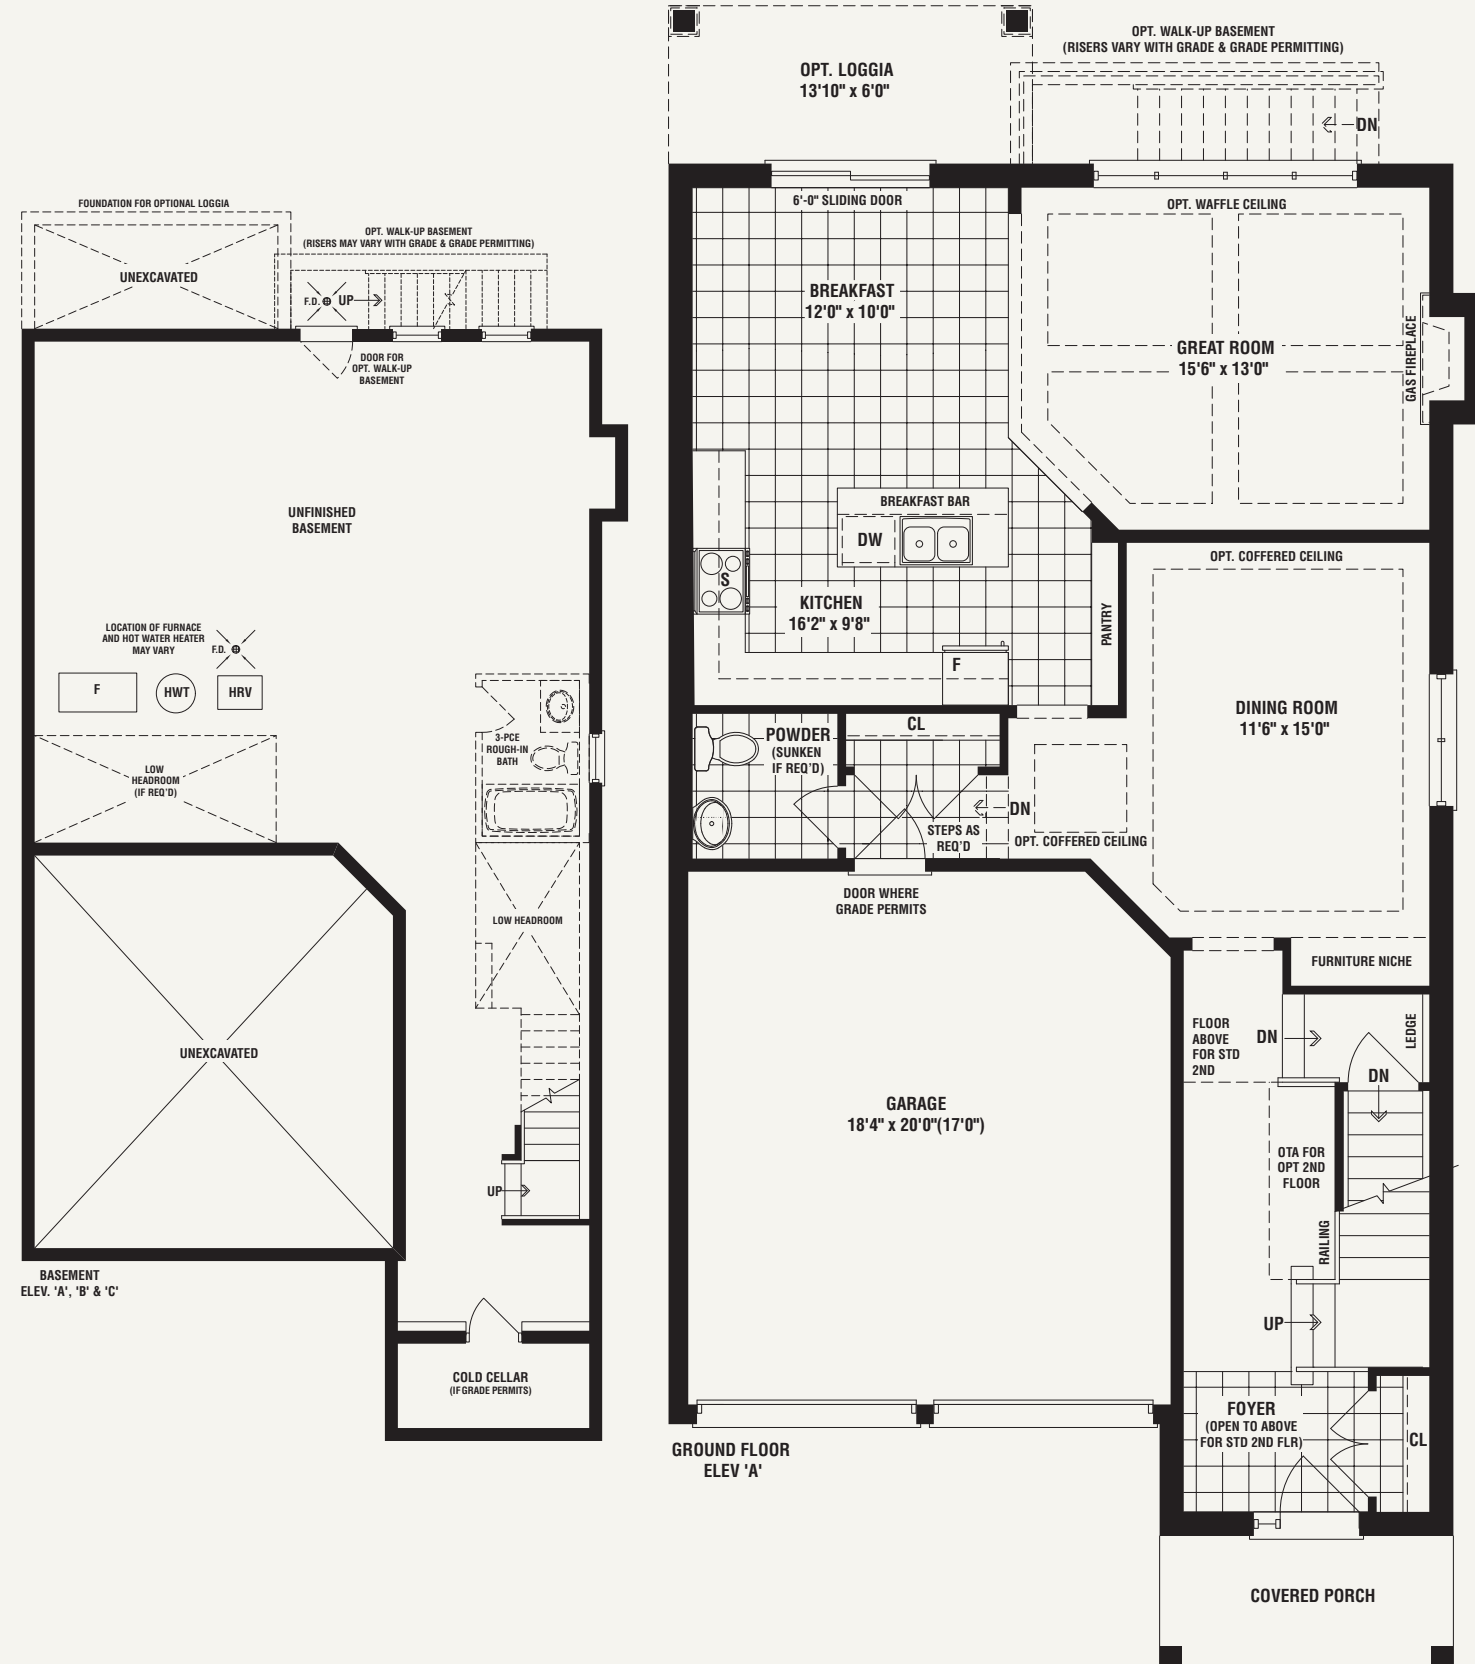 FOUNDATION FOR OPTIONAL LOGGIA
UNEXCAVATED
OPT. WALK-UP BASEMENT
(RISERS MAY VARY WITH GRADE & GRADE PERMITTING)
F.D.
UP
DOOR FOR
OPT. WALK-UP
BASEMENT
UNFINISHED
BASEMENT
LOCATION OF FURNACE
AND HOT WATER HEATER
MAY VARY
F.D.
F
HWT
HRV
3-PCE
ROUGH-IN
BATH
LOW
HEADROOM
(IF REQ'D)
LOW HEADROOM
UNEXCAVATED
UP
BASEMENT
ELEV. 'A', 'B' & 'C'
COLD CELLAR
(IF GRADE PERMITS)
OPT. LOGGIA
13'10" x 6'0"
OPT. WALK-UP BASEMENT
(RISERS VARY WITH GRADE & GRADE PERMITTING)
DN
6'-0" SLIDING DOOR
OPT. WAFFLE CEILING
BREAKFAST
12'0" x 10'0"
GREAT ROOM
15'6" x 13'0"
GAS FIREPLACE
BREAKFAST BAR
DW
S
KITCHEN
16'2" x 9'8"
F
PANTRY
OPT. COFFERED CEILING
DINING ROOM
11'6" x 15'0"
POWDER
(SUNKEN
IF REQ'D)
CL
DN
STEPS AS
REQ'D
OPT. COFFERED CEILING
DOOR WHERE
GRADE PERMITS
FURNITURE NICHE
FLOOR
ABOVE
FOR STD
2ND
DN
LEDGE
DN
GARAGE
18'4" x 20'0"(17'0")
OTA FOR
OPT 2ND
FLOOR
RAILING
UP
FOYER
(OPEN TO ABOVE
FOR STD 2ND FLR)
CL
GROUND FLOOR
ELEV 'A'
COVERED PORCH